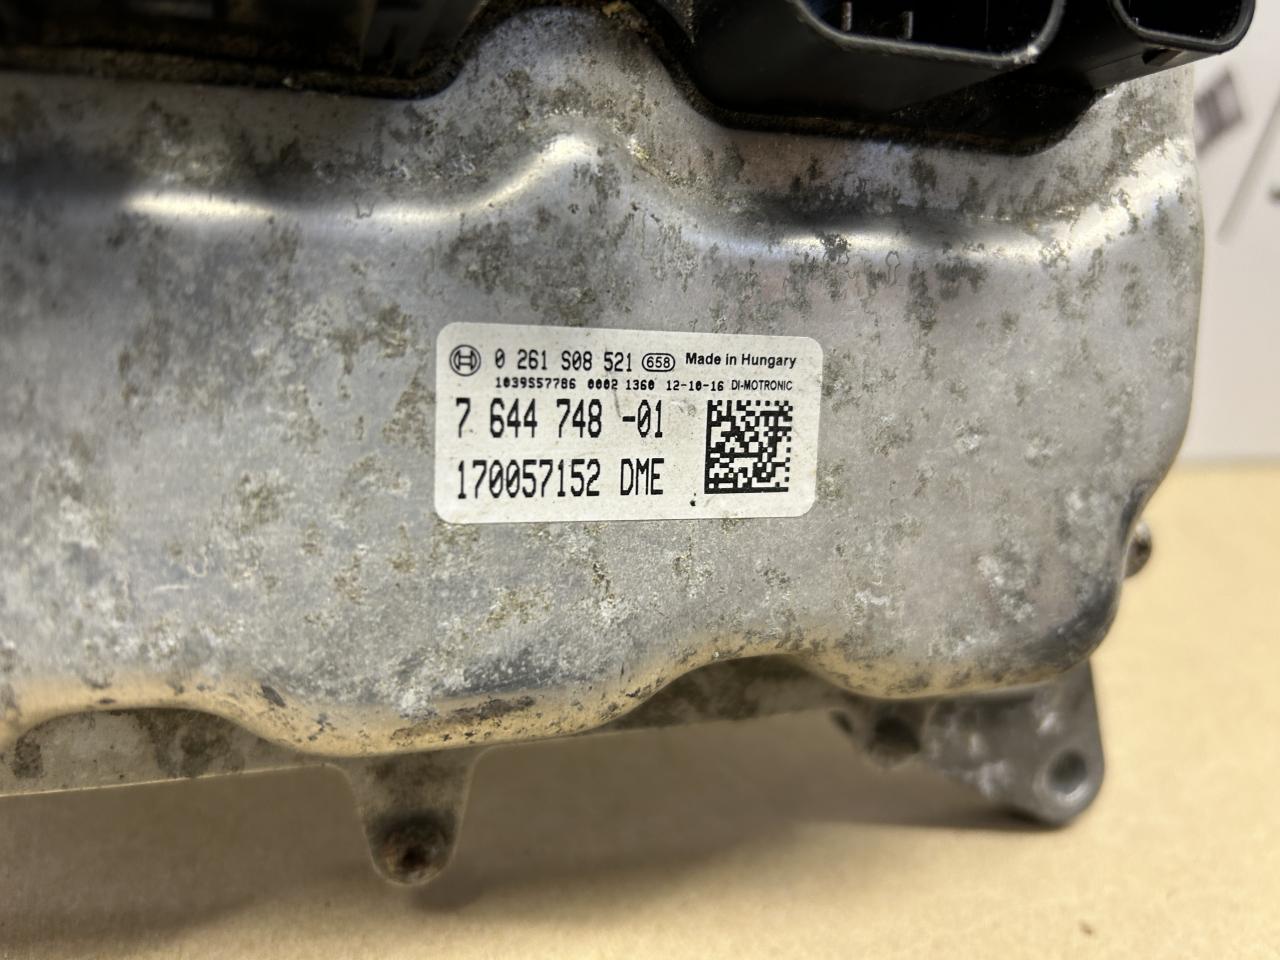 0 261 S08 521 658 Made in Hungary
1039S57786 0002 1360 12-10-16 DI-MOTRONIC
7 644 748 -01
170057152 DME